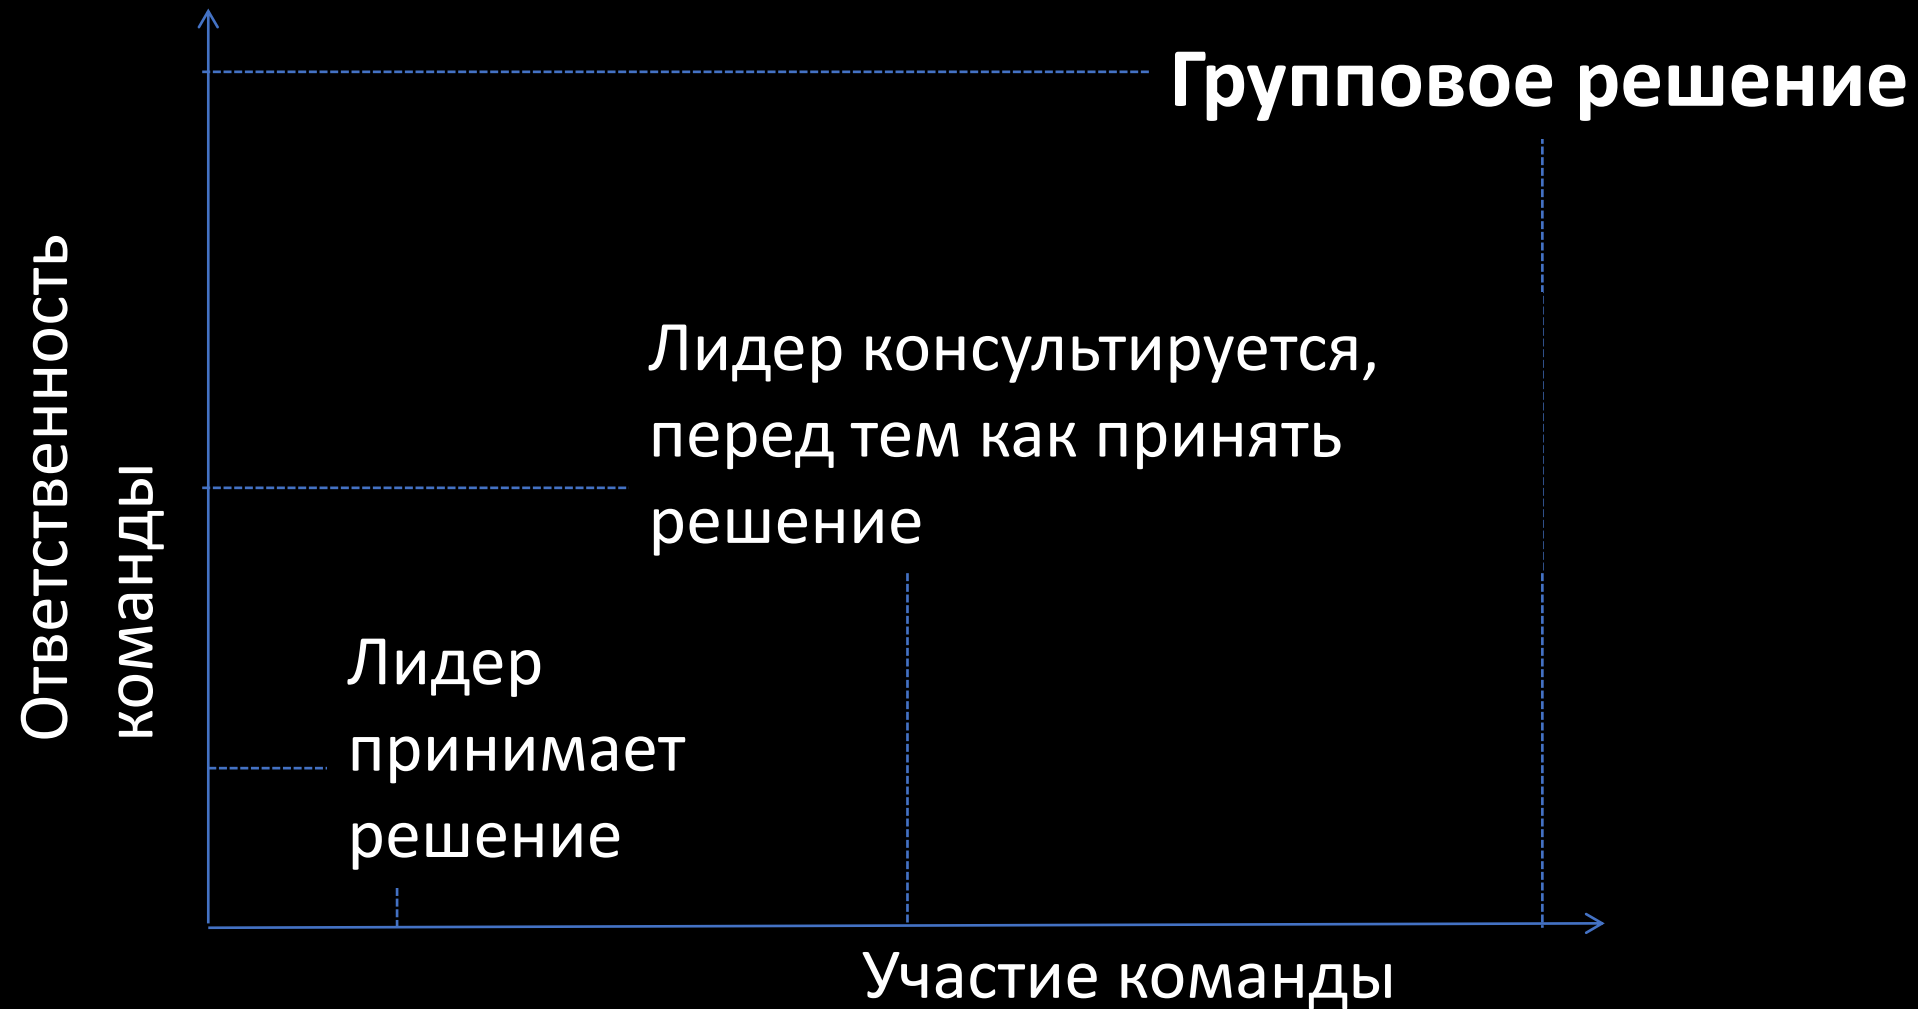 Групповое решение
Ответственность
команды
Лидер консультируется,
перед тем как принять
решение
Лидер
принимает
решение
Участие команды